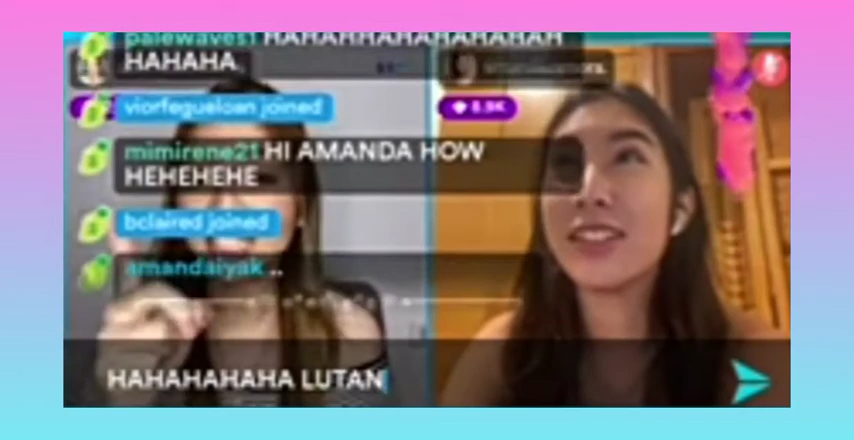 palewaves1 HAHAHHAHAHAHAHAH
HAHAHA
8.9K
viorfegueloan joined
mimirene21 HI AMANDA HOW
HEHEHEHE
bclaired joined
amandaiyak ..
HAHAHAHAHA LUTAN